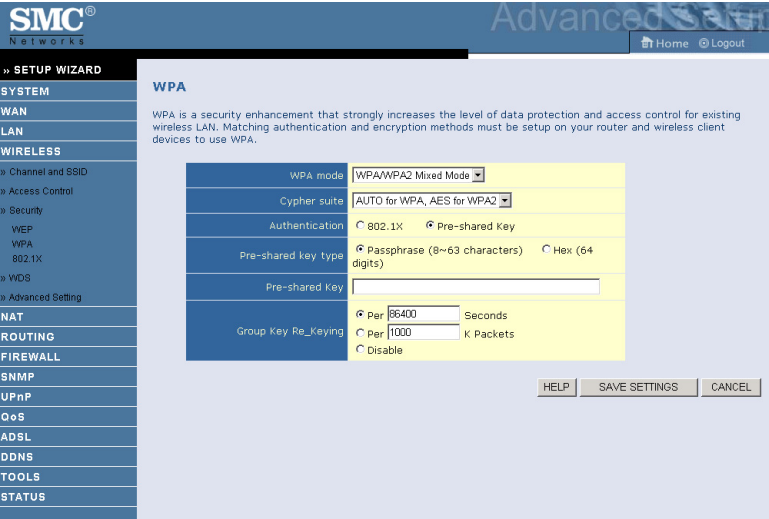 SMC®
Networks
Advanced Setup
Home Logout
» SETUP WIZARD
SYSTEM
WAN
LAN
WIRELESS
» Channel and SSID
» Access Control
» Security
WEP
WPA
802.1X
» WDS
» Advanced Setting
NAT
ROUTING
FIREWALL
SNMP
UPnP
QoS
ADSL
DDNS
TOOLS
STATUS
WPA
WPA is a security enhancement that strongly increases the level of data protection and access control for existing
wireless LAN. Matching authentication and encryption methods must be setup on your router and wireless client
devices to use WPA.
WPA mode WPA/WPA2 Mixed Mode
Cypher suite AUTO for WPA, AES for WPA2
Authentication 802.1X Pre-shared Key
Pre-shared key type Passphrase (8~63 characters) Hex (64
digits)
Pre-shared Key
Group Key Re_Keying
Per 86400 Seconds
Per 1000 K Packets
Disable
HELP SAVE SETTINGS CANCEL